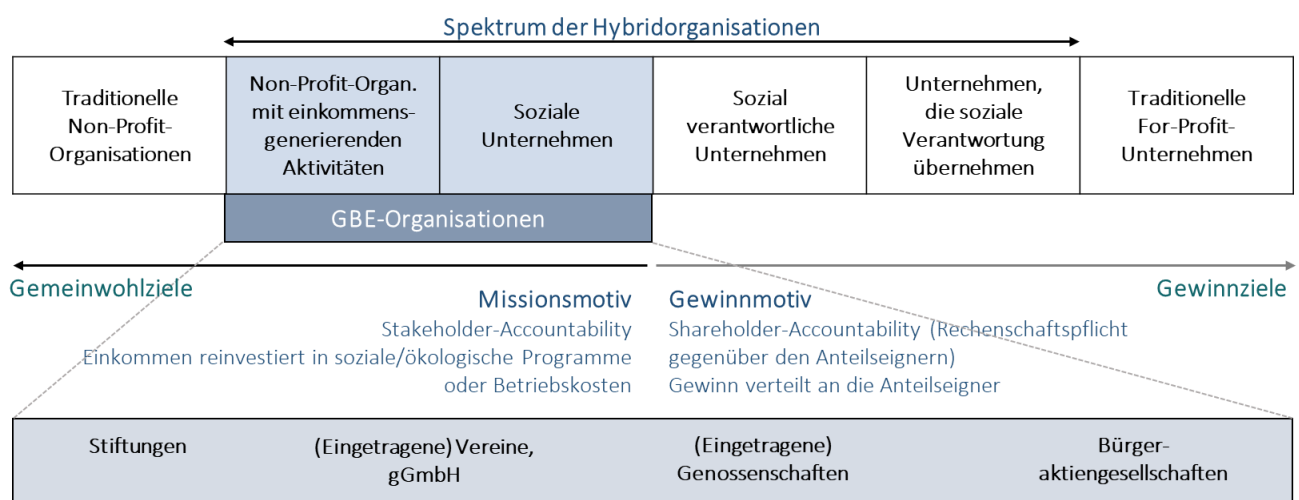 Spektrum der Hybridorganisationen
Traditionelle
Non-Profit-
Organisationen
Non-Profit-Organ.
mit einkommens-
generierenden
Aktivitäten
Soziale
Unternehmen
Sozial
verantwortliche
Unternehmen
Unternehmen,
die soziale
Verantwortung
übernehmen
Traditionelle
For-Profit-
Unternehmen
GBE-Organisationen
Gemeinwohlziele
Gewinnziele
Missionsmotiv
Stakeholder-Accountability
Einkommen reinvestiert in soziale/ökologische Programme
oder Betriebskosten
Gewinnmotiv
Shareholder-Accountability (Rechenschaftspflicht
gegenüber den Anteilseignern)
Gewinn verteilt an die Anteilseigner
Stiftungen
(Eingetragene) Vereine,
gGmbH
(Eingetragene)
Genossenschaften
Bürger-
aktiengesellschaften